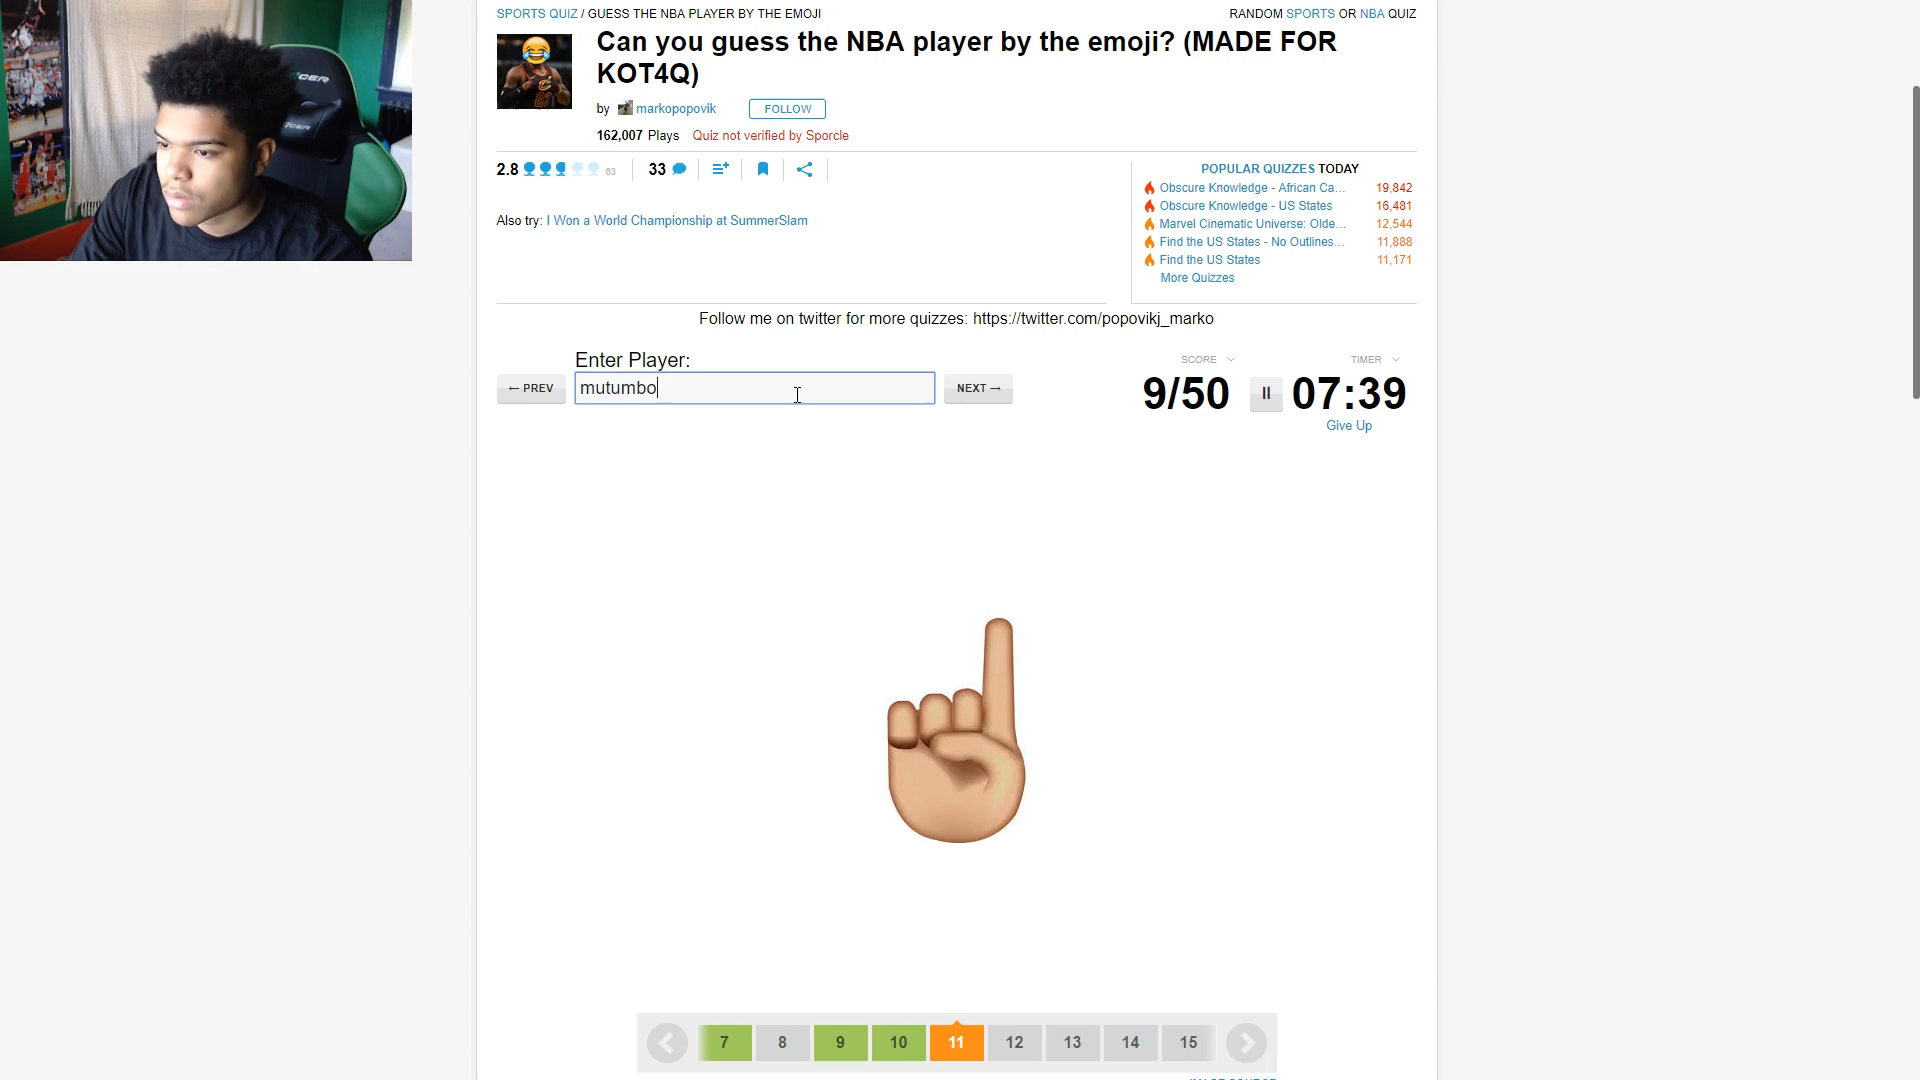 SPORTS QUIZ / GUESS THE NBA PLAYER BY THE EMOJI
RANDOM SPORTS OR NBA QUIZ
Can you guess the NBA player by the emoji? (MADE FOR
KOT4Q)
by markopopovik FOLLOW
162,007 Plays Quiz not verified by Sporcle
2.8 63 33
Also try: I Won a World Championship at SummerSlam
POPULAR QUIZZES TODAY
Obscure Knowledge - African Ca... 19,842
Obscure Knowledge - US States 16,481
Marvel Cinematic Universe: Olde... 12,544
Find the US States - No Outlines... 11,888
Find the US States 11,171
More Quizzes
Follow me on twitter for more quizzes: https://twitter.com/popovikj_marko
Enter Player:
← PREV mutumbo NEXT →
SCORE TIMER
9/50 07:39
Give Up
7 8 9 10 11 12 13 14 15
ACER
ACER